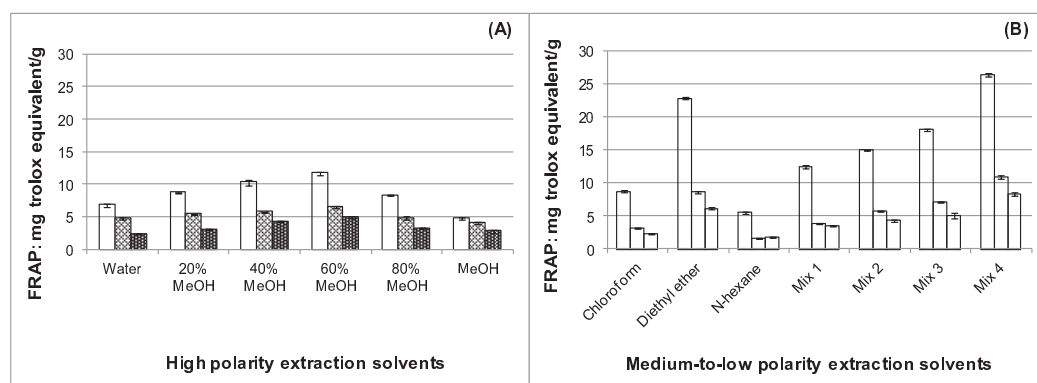 (A)
FRAP: mg trolox equivalent/g
30
25
20
15
10
5
0
Water 20% 40% 60% 80% MeOH
MeOH MeOH MeOH MeOH
High polarity extraction solvents
(B)
FRAP: mg trolox equivalent/g
30
25
20
15
10
5
0
Chloroform
Diethyl ether
N-hexane
Mix 1
Mix 2
Mix 3
Mix 4
Medium-to-low polarity extraction solvents